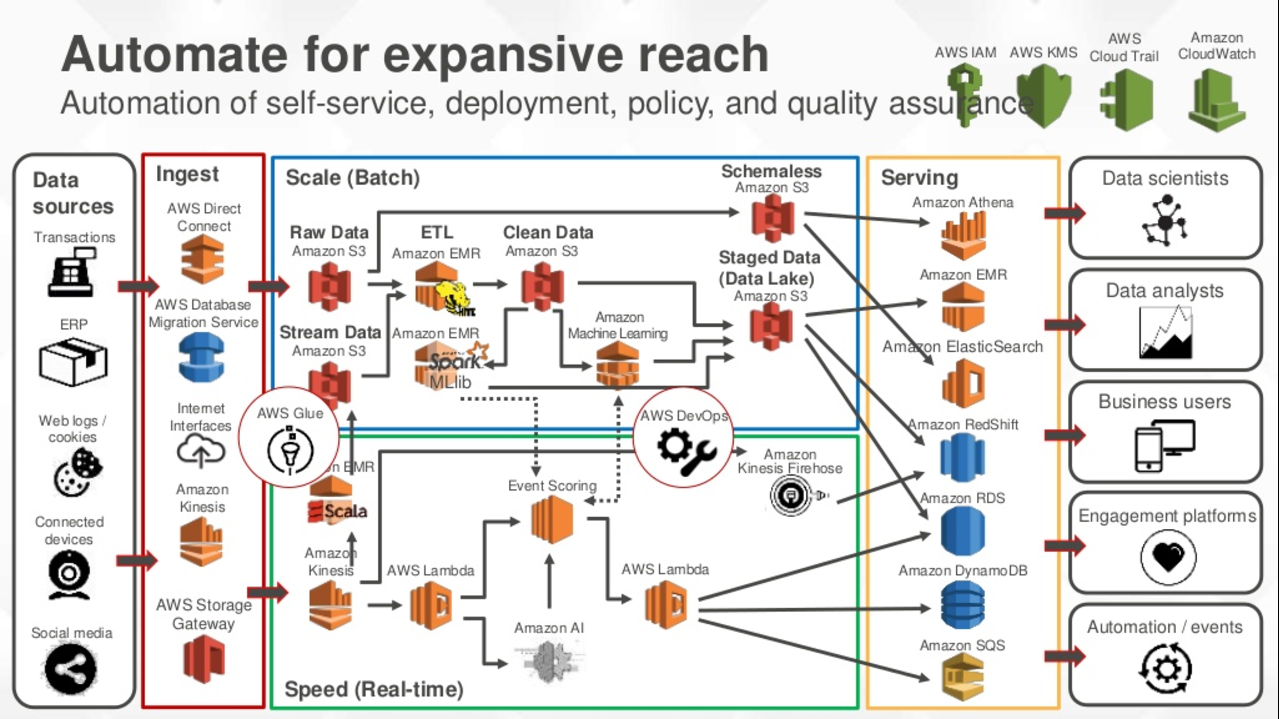 Automate for expansive reach
Automation of self-service, deployment, policy, and quality assurance
AWS IAM
AWS KMS
AWS
Cloud Trail
Amazon
CloudWatch
Data
sources
Transactions
ERP
Web logs /
cookies
Connected
devices
Social media
Ingest
AWS Direct
Connect
AWS Database
Migration Service
Internet
Interfaces
Amazon
Kinesis
AWS Storage
Gateway
Scale (Batch)
Raw Data
Amazon S3
ETL
Amazon EMR
HIVE
Clean Data
Amazon S3
Schemaless
Amazon S3
Staged Data
(Data Lake)
Amazon S3
Stream Data
Amazon S3
Amazon EMR
Spark
MLlib
Amazon
Machine Learning
AWS Glue
AWS DevOps
n EMR
Scala
Amazon
Kinesis
AWS Lambda
Event Scoring
Amazon AI
AWS Lambda
Amazon
Kinesis Firehose
Speed (Real-time)
Serving
Amazon Athena
Amazon EMR
Amazon ElasticSearch
Amazon RedShift
Amazon RDS
Amazon DynamoDB
Amazon SQS
Data scientists
Data analysts
Business users
Engagement platforms
Automation / events